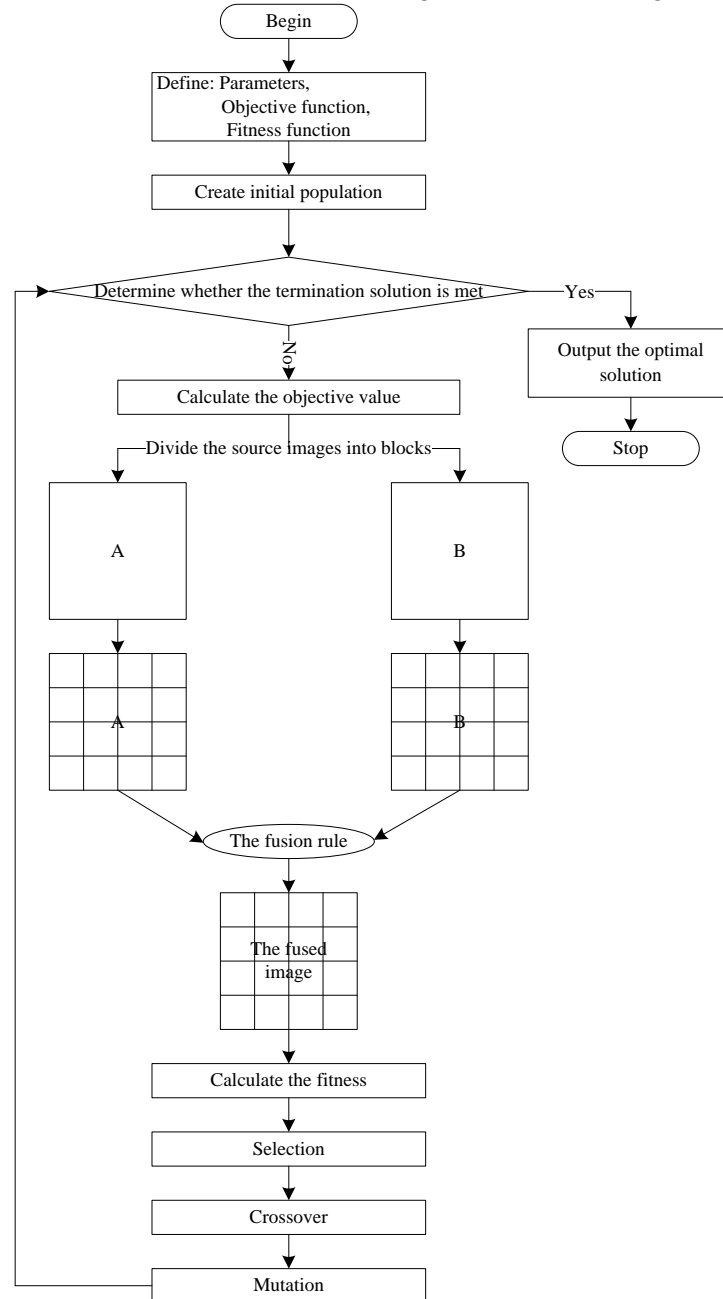 Begin
Define: Parameters,
Objective function,
Fitness function
Create initial population
Determine whether the termination solution is met
Yes
No
Output the optimal
solution
Stop
Calculate the objective value
Divide the source images into blocks
A
B
A
B
The fusion rule
The fused
image
Calculate the fitness
Selection
Crossover
Mutation